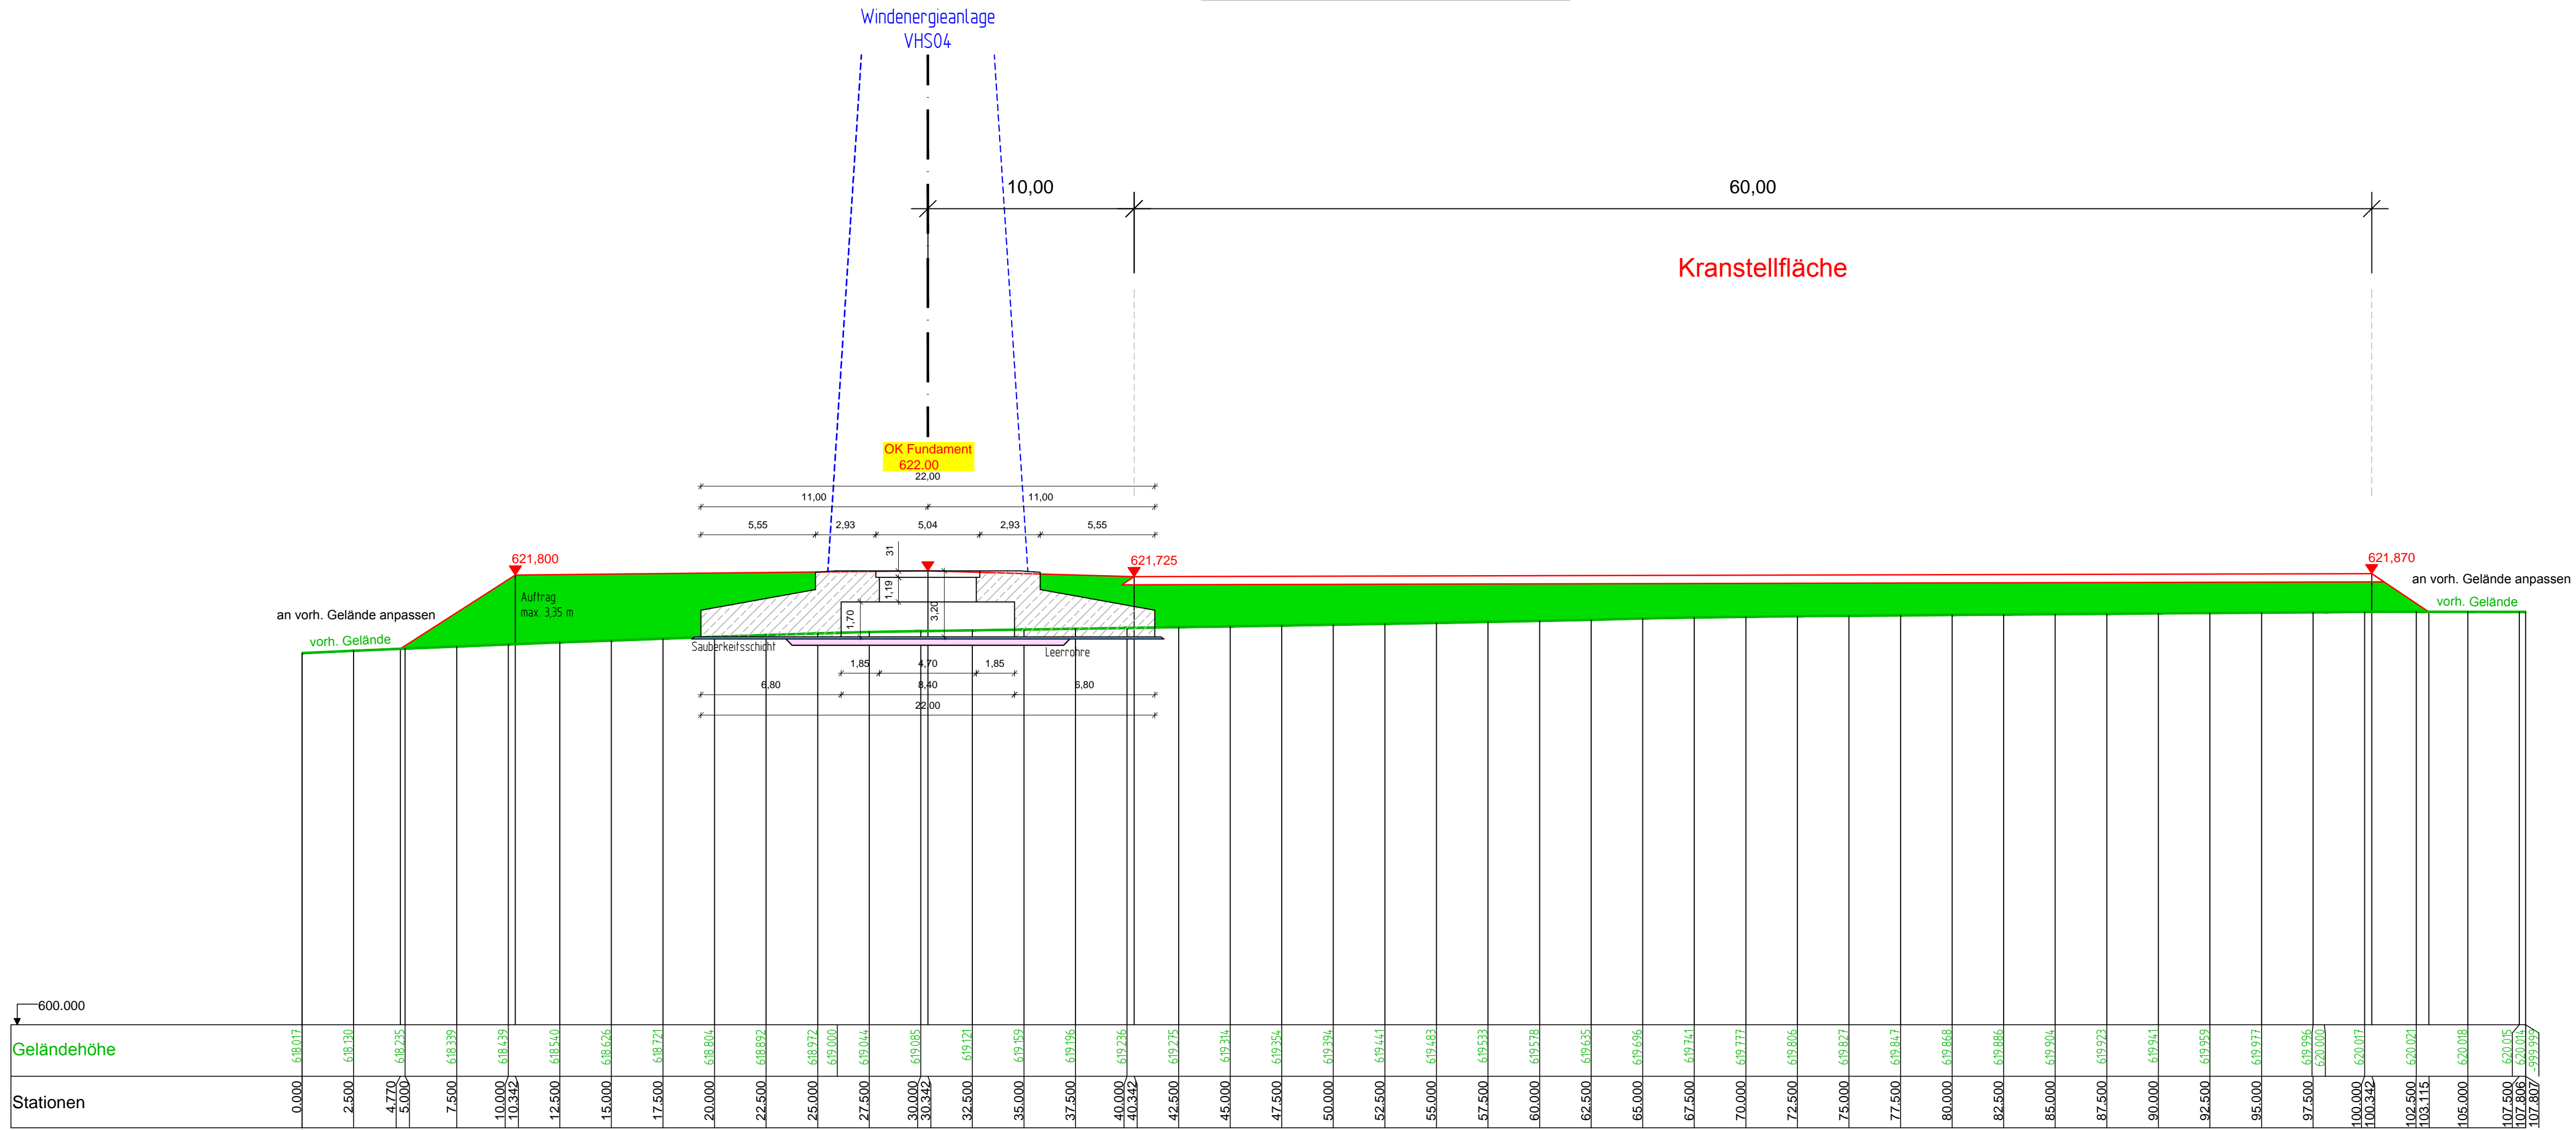 Windenergieanlage
VHS04
10,00
60,00
Kranstellfläche
OK Fundament
622.00
22,00
11,00 11,00
5,55 2,93 5,04 2,93 5,55
621,800
31
621,725
621,870
an vorh. Gelände anpassen
Auftrag
max. 3,35 m
1,19
3,20
1,70
an vorh. Gelände anpassen
vorh. Gelände
vorh. Gelände
Sauberkeitsschicht
Leerrohre
1,85 4,70 1,85
6,80 8,40 6,80
22,00
600.000
Geländehöhe 618.017 618.130 618.235 618.339 618.439 618.540 618.626 618.721 618.804 618.892 618.972 619.000 619.044 619.085 619.121 619.159 619.196 619.236 619.275 619.314 619.354 619.394 619.441 619.483 619.533 619.578 619.635 619.696 619.741 619.777 619.806 619.827 619.847 619.868 619.886 619.904 619.923 619.941 619.959 619.977 619.996 620.000 620.017 620.021 620.018 620.015 620.014 -999.999
Stationen 0.000 2.500 4.770 5.000 7.500 10.000 10.342 12.500 15.000 17.500 20.000 22.500 25.000 27.500 30.000 30.342 32.500 35.000 37.500 40.000 40.342 42.500 45.000 47.500 50.000 52.500 55.000 57.500 60.000 62.500 65.000 67.500 70.000 72.500 75.000 77.500 80.000 82.500 85.000 87.500 90.000 92.500 95.000 97.500 100.000 100.342 102.500 103.115 105.000 107.500 107.806 107.807